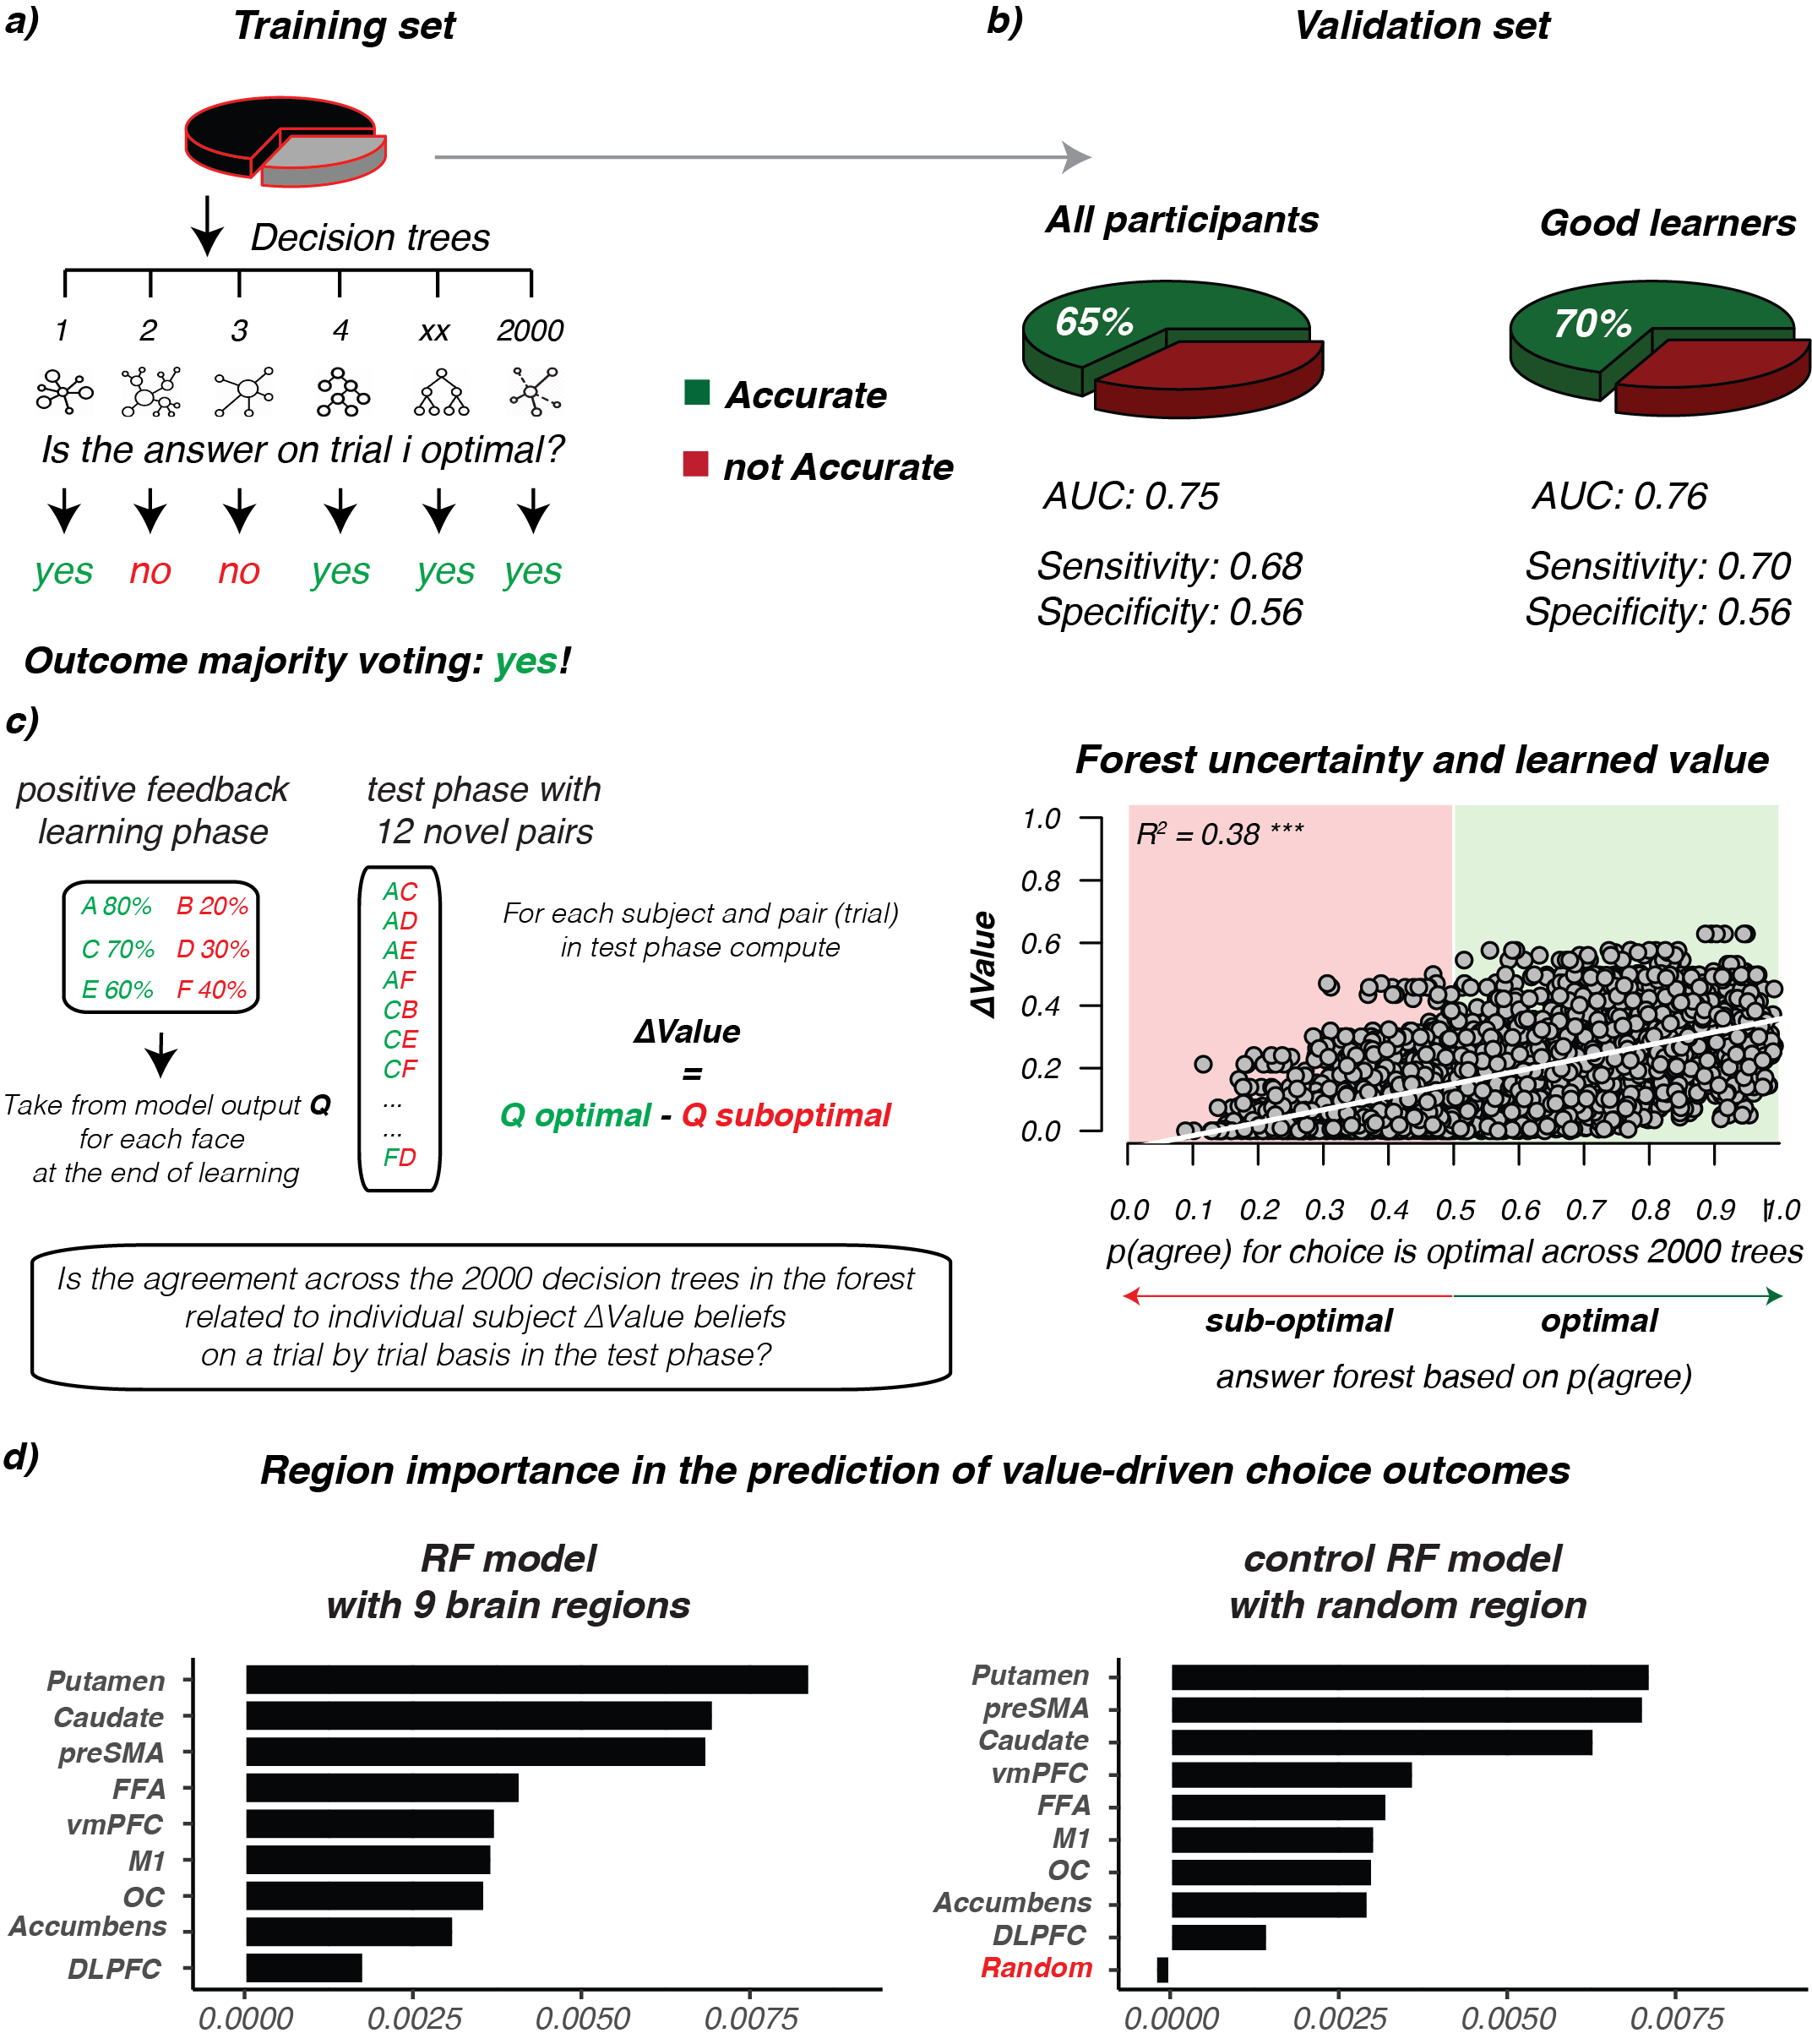 a)
Training set
Decision trees
1 2 3 4 xx 2000
Is the answer on trial i optimal?
yes no no yes yes yes
Outcome majority voting: yes!
Accurate
not Accurate
b)
Validation set
All participants
Good learners
65%
70%
AUC: 0.75
AUC: 0.76
Sensitivity: 0.68
Sensitivity: 0.70
Specificity: 0.56
Specificity: 0.56
c)
positive feedback
learning phase
A 80% B 20%
C 70% D 30%
E 60% F 40%
Take from model output Q
for each face
at the end of learning
test phase with
12 novel pairs
AC
AD
AE
AF
CB
CE
CF
...
...
FD
For each subject and pair (trial)
in test phase compute
ΔValue
=
Q optimal - Q suboptimal
Is the agreement across the 2000 decision trees in the forest
related to individual subject ΔValue beliefs
on a trial by trial basis in the test phase?
Forest uncertainty and learned value
R² = 0.38 ***
ΔValue
1.0
0.8
0.6
0.4
0.2
0.0
0.0 0.1 0.2 0.3 0.4 0.5 0.6 0.7 0.8 0.9 1.0
p(agree) for choice is optimal across 2000 trees
sub-optimal optimal
answer forest based on p(agree)
d)
Region importance in the prediction of value-driven choice outcomes
RF model
with 9 brain regions
Putamen
Caudate
preSMA
FFA
vmPFC
M1
OC
Accumbens
DLPFC
0.0000 0.0025 0.0050 0.0075
control RF model
with random region
Putamen
preSMA
Caudate
vmPFC
FFA
M1
OC
Accumbens
DLPFC
Random
0.0000 0.0025 0.0050 0.0075